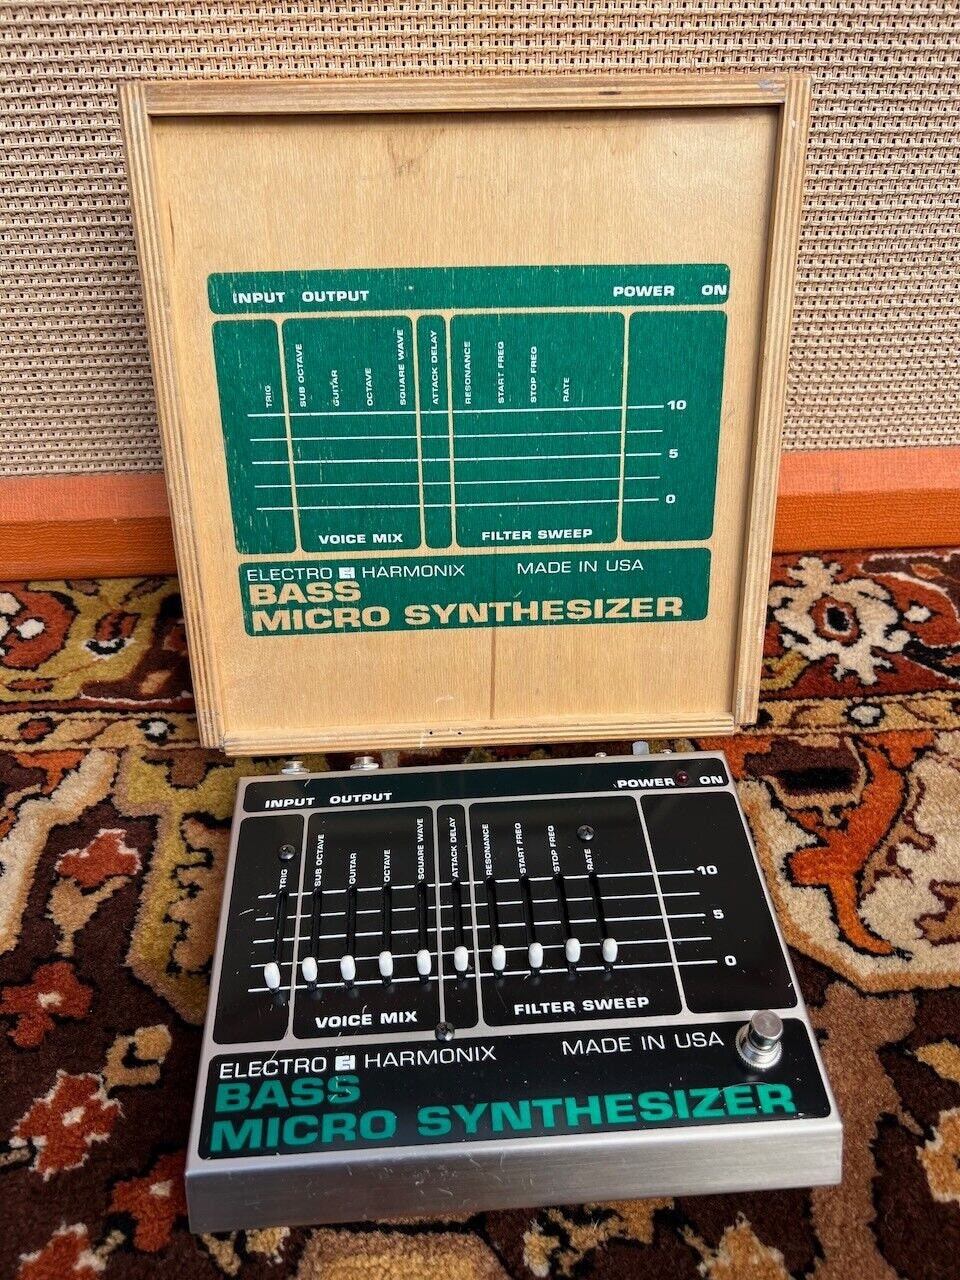 INPUT OUTPUT POWER ON
TRIG
SUB OCTAVE
GUITAR
OCTAVE
SQUARE WAVE
ATTACK DELAY
RESONANCE
START FREQ
STOP FREQ
RATE
10
5
0
VOICE MIX FILTER SWEEP
ELECTRO HARMONIX MADE IN USA
BASS
MICRO SYNTHESIZER
INPUT OUTPUT POWER ON
TRIG
SUB OCTAVE
GUITAR
OCTAVE
SQUARE WAVE
ATTACK DELAY
RESONANCE
START FREQ
STOP FREQ
RATE
10
5
0
VOICE MIX FILTER SWEEP
ELECTRO HARMONIX MADE IN USA
BASS
MICRO SYNTHESIZER